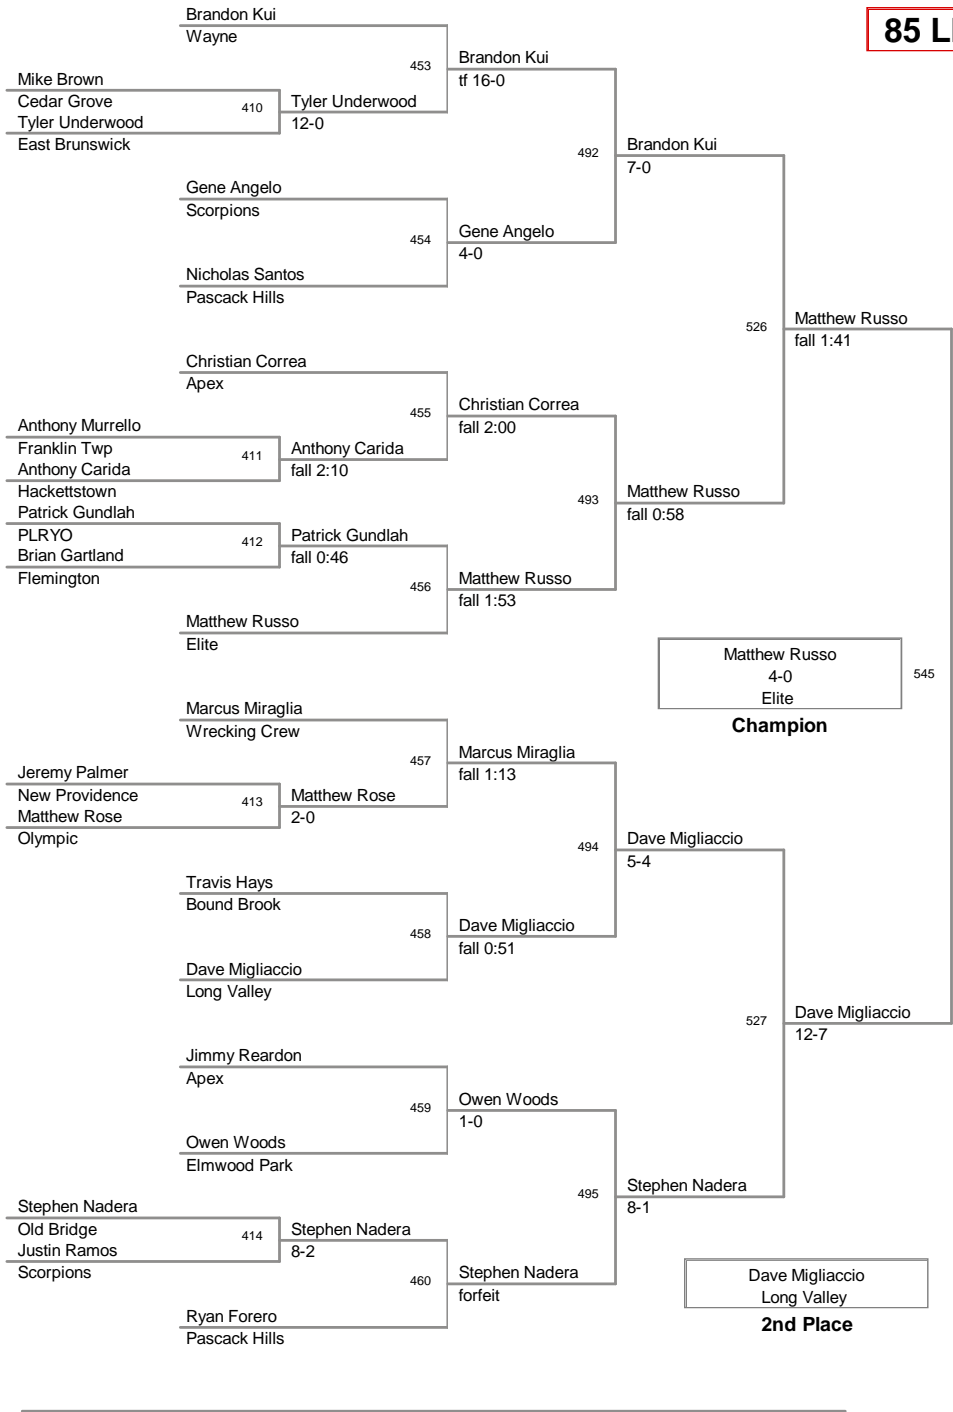 Brandon Kui
Wayne
85 L
453
Brandon Kui
tf 16-0
Mike Brown
Cedar Grove
410
Tyler Underwood
12-0
Tyler Underwood
East Brunswick
492
Brandon Kui
7-0
Gene Angelo
Scorpions
454
Gene Angelo
4-0
Nicholas Santos
Pascack Hills
526
Matthew Russo
fall 1:41
Christian Correa
Apex
455
Christian Correa
fall 2:00
Anthony Murrello
Franklin Twp
411
Anthony Carida
fall 2:10
Anthony Carida
Hackettstown
493
Matthew Russo
fall 0:58
Patrick Gundlah
PLRYO
412
Patrick Gundlah
fall 0:46
Brian Gartland
Flemington
456
Matthew Russo
fall 1:53
Matthew Russo
Elite
Matthew Russo
4-0
Elite
545
Champion
Marcus Miraglia
Wrecking Crew
457
Marcus Miraglia
fall 1:13
Jeremy Palmer
New Providence
413
Matthew Rose
2-0
Matthew Rose
Olympic
494
Dave Migliaccio
5-4
Travis Hays
Bound Brook
458
Dave Migliaccio
fall 0:51
Dave Migliaccio
Long Valley
527
Dave Migliaccio
12-7
Jimmy Reardon
Apex
459
Owen Woods
1-0
Owen Woods
Elmwood Park
495
Stephen Nadera
8-1
Stephen Nadera
Old Bridge
414
Stephen Nadera
8-2
Justin Ramos
Scorpions
460
Stephen Nadera
forfeit
Ryan Forero
Pascack Hills
Dave Migliaccio
Long Valley
2nd Place